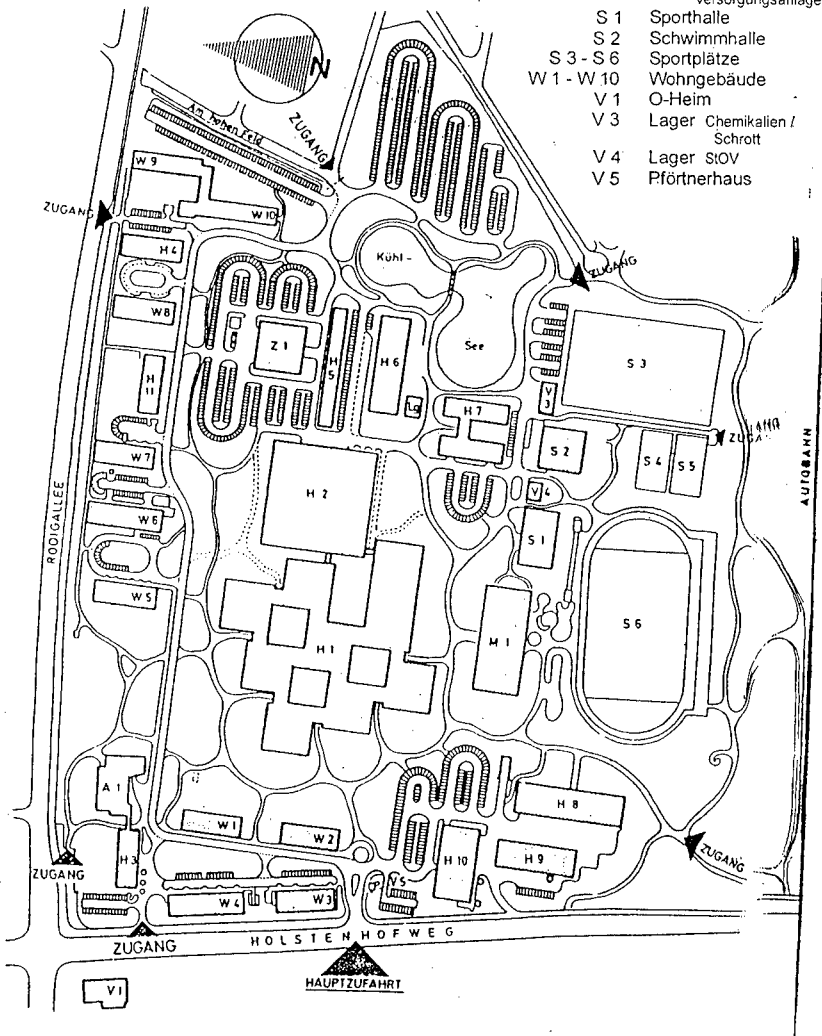 Versorgungsanlage
S 1 Sporthalle
S 2 Schwimmhalle
S 3 - S 6 Sportplätze
W 1 - W 10 Wohngebäude
V 1 O-Heim
V 3 Lager Chemikalien /
Schrott
V 4 Lager StOV
V 5 Pförtnerhaus
N
Am hohen Feld
ZUGANG
W 9
ZUGANG
W 10
H 4
Kühl -
ZUGANG
W 8
Z 1
H 5
H 6
See
S 3
H 11
V 3
H 7
ZUGA
W 7
S 2
S 4
S 5
AUTOBAHN
RODIGALLEE
W 6
H 2
V 4
S 1
W 5
H 1
M 1
S 6
A 1
W 1
W 2
H 8
H 3
H 10
H 9
ZUGANG
ZUGANG
V 5
W 4
W 3
ZUGANG
HOLSTENHOFWEG
HAUPTZUFAHRT
V 1